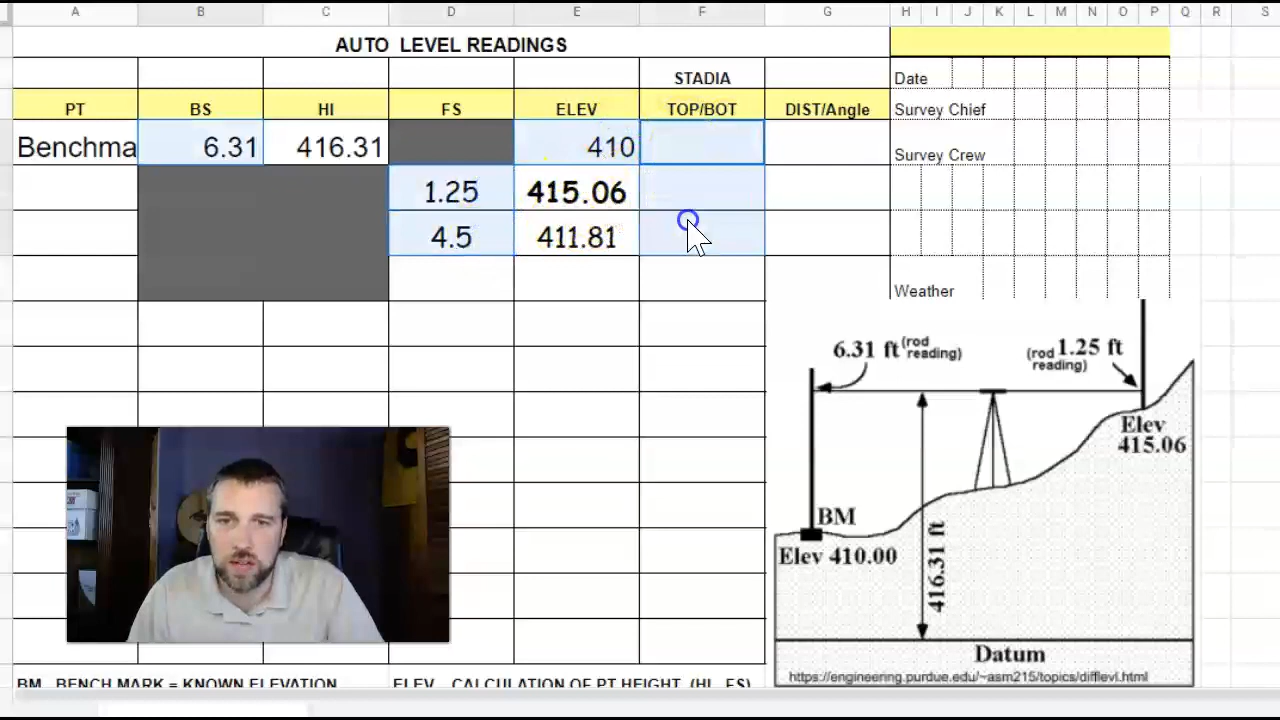 A B C D E F G H I J K L M N O P Q R S
AUTO LEVEL READINGS
STADIA
PT BS HI FS ELEV TOP/BOT DIST/Angle
Benchma 6.31 416.31 410
1.25 415.06
4.5 411.81
Date
Survey Chief
Survey Crew
Weather
6.31 ft (rod reading)
(rod reading) 1.25 ft
Elev
415.06
BM
Elev 410.00
416.31 ft
Datum
https://engineering.purdue.edu/~asm215/topics/difflevl.html
BM BENCH MARK = KNOWN ELEVATION
ELEV CALCULATION OF PT HEIGHT (HI FS)